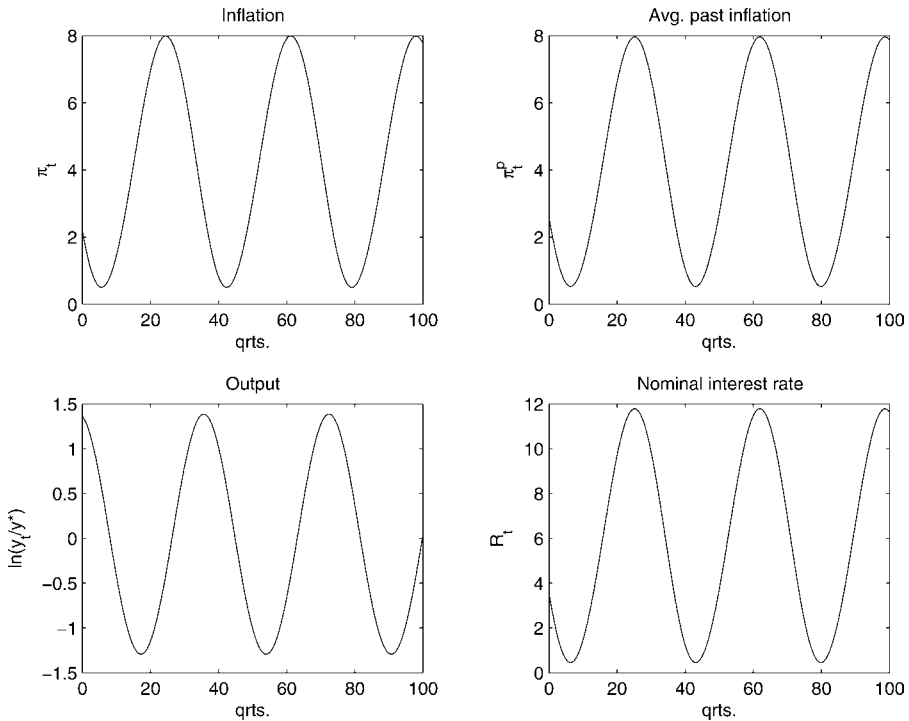 Inflation
8
6
4
2
0
π_t
0 20 40 60 80 100
qrts.
Avg. past inflation
8
6
4
2
0
π_t^p
0 20 40 60 80 100
qrts.
Output
1.5
1
0.5
0
−0.5
−1
−1.5
ln(y_t/y*)
0 20 40 60 80 100
qrts.
Nominal interest rate
12
10
8
6
4
2
0
R_t
0 20 40 60 80 100
qrts.